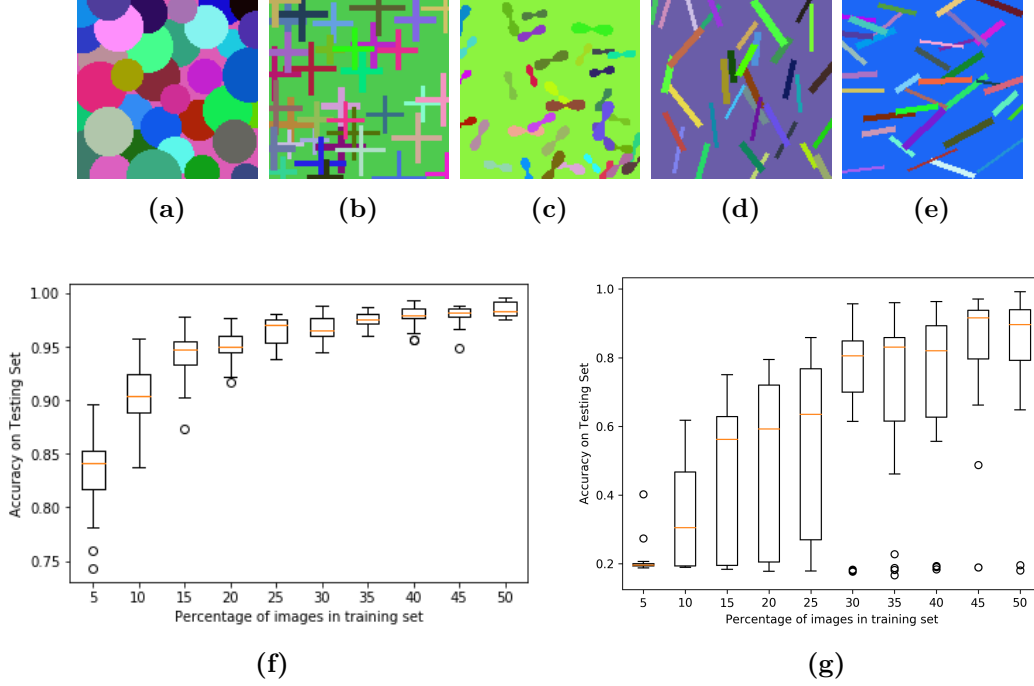 (a) (b) (c) (d) (e)
1.00
0.95
0.90
0.85
0.80
0.75
Accuracy on Testing Set
5 10 15 20 25 30 35 40 45 50
Percentage of images in training set
(f)
1.0
0.8
0.6
0.4
0.2
Accuracy on Testing Set
5 10 15 20 25 30 35 40 45 50
Percentage of images in training set
(g)